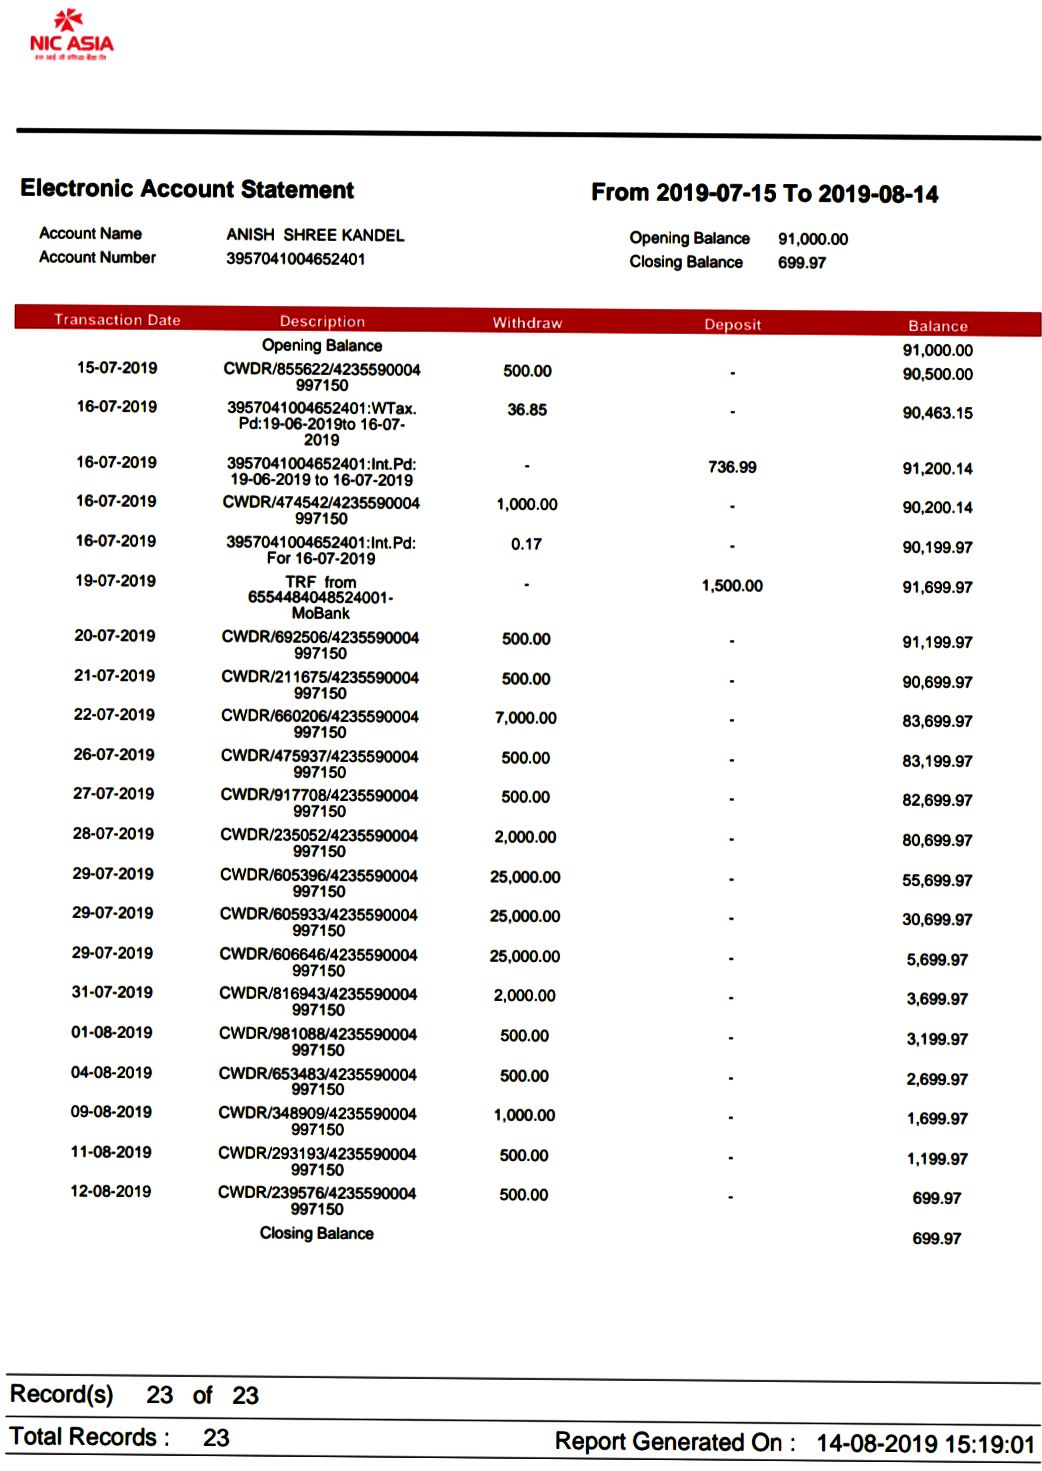 NIC ASIA
Electronic Account Statement From 2019-07-15 To 2019-08-14
Account Name ANISH SHREE KANDEL Opening Balance 91,000.00
Account Number 3957041004652401 Closing Balance 699.97
Transaction Date Description Withdraw Deposit Balance
Opening Balance 91,000.00
15-07-2019 CWDR/855622/4235590004 500.00 - 90,500.00
997150
16-07-2019 3957041004652401:WTax. 36.85 - 90,463.15
Pd:19-06-2019to 16-07-
2019
16-07-2019 3957041004652401:Int.Pd: - 736.99 91,200.14
19-06-2019 to 16-07-2019
16-07-2019 CWDR/474542/4235590004 1,000.00 - 90,200.14
997150
16-07-2019 3957041004652401:Int.Pd: 0.17 - 90,199.97
For 16-07-2019
19-07-2019 TRF from - 1,500.00 91,699.97
6554484048524001-
MoBank
20-07-2019 CWDR/692506/4235590004 500.00 - 91,199.97
997150
21-07-2019 CWDR/211675/4235590004 500.00 - 90,699.97
997150
22-07-2019 CWDR/660206/4235590004 7,000.00 - 83,699.97
997150
26-07-2019 CWDR/475937/4235590004 500.00 - 83,199.97
997150
27-07-2019 CWDR/917708/4235590004 500.00 - 82,699.97
997150
28-07-2019 CWDR/235052/4235590004 2,000.00 - 80,699.97
997150
29-07-2019 CWDR/605396/4235590004 25,000.00 - 55,699.97
997150
29-07-2019 CWDR/605933/4235590004 25,000.00 - 30,699.97
997150
29-07-2019 CWDR/606646/4235590004 25,000.00 - 5,699.97
997150
31-07-2019 CWDR/816943/4235590004 2,000.00 - 3,699.97
997150
01-08-2019 CWDR/981088/4235590004 500.00 - 3,199.97
997150
04-08-2019 CWDR/653483/4235590004 500.00 - 2,699.97
997150
09-08-2019 CWDR/348909/4235590004 1,000.00 - 1,699.97
997150
11-08-2019 CWDR/293193/4235590004 500.00 - 1,199.97
997150
12-08-2019 CWDR/239576/4235590004 500.00 - 699.97
997150
Closing Balance 699.97
Record(s) 23 of 23
Total Records : 23 Report Generated On : 14-08-2019 15:19:01